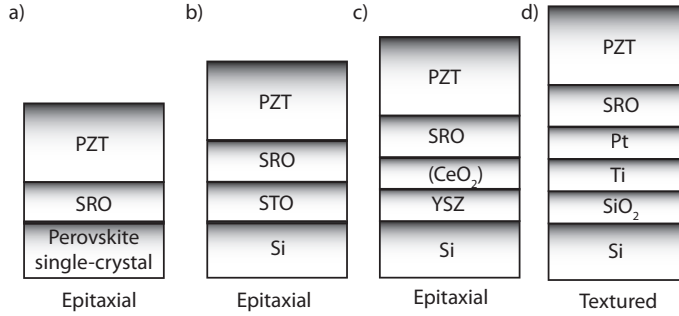 a)
PZT
SRO
Perovskite
single-crystal
Epitaxial
b)
PZT
SRO
STO
Si
Epitaxial
c)
PZT
SRO
(CeO₂)
YSZ
Si
Epitaxial
d)
PZT
SRO
Pt
Ti
SiO₂
Si
Textured